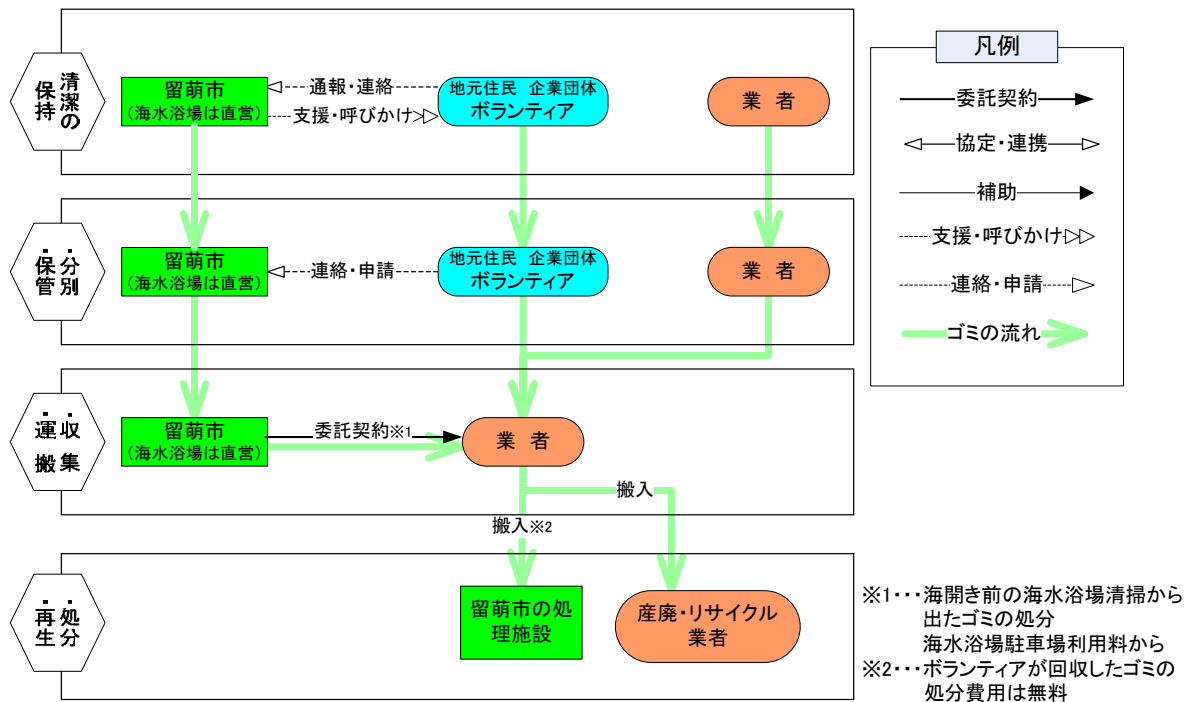 清潔の
保持
留萌市
(海水浴場は直営)
通報・連絡
支援・呼びかけ
地元住民 企業団体
ボランティア
業 者
分別・
保管・
留萌市
(海水浴場は直営)
連絡・申請
地元住民 企業団体
ボランティア
業 者
収集・
運搬・
留萌市
(海水浴場は直営)
委託契約※1
業 者
搬入
搬入※2
処分・
再生・
留萌市の処
理施設
産廃・リサイクル
業者
凡例
委託契約
協定・連携
補助
支援・呼びかけ
連絡・申請
ゴミの流れ
※1・・・海開き前の海水浴場清掃から
出たゴミの処分
海水浴場駐車場利用料から
※2・・・ボランティアが回収したゴミの
処分費用は無料